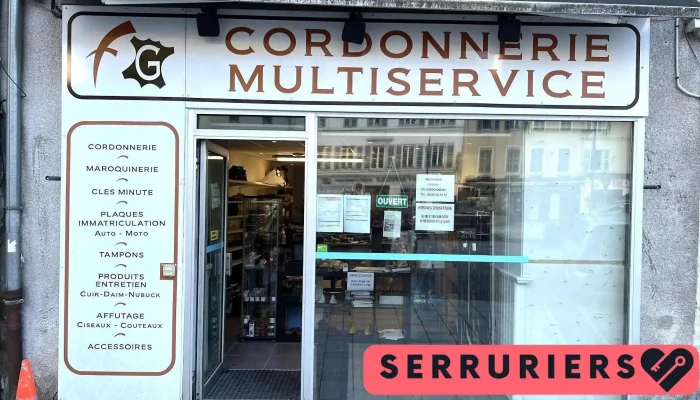 FG
CORDONNERIE
MULTISERVICE
CORDONNERIE
MAROQUINERIE
CLES MINUTE
PLAQUES
IMMATRICULATION
AUTO - MOTO
TAMPONS
PRODUITS
ENTRETIEN
CUIR-DAIM-NUBUCK
AFFUTAGE
CISEAUX - COUTEAUX
ACCESSOIRES
OUVERT
SERRURIERS